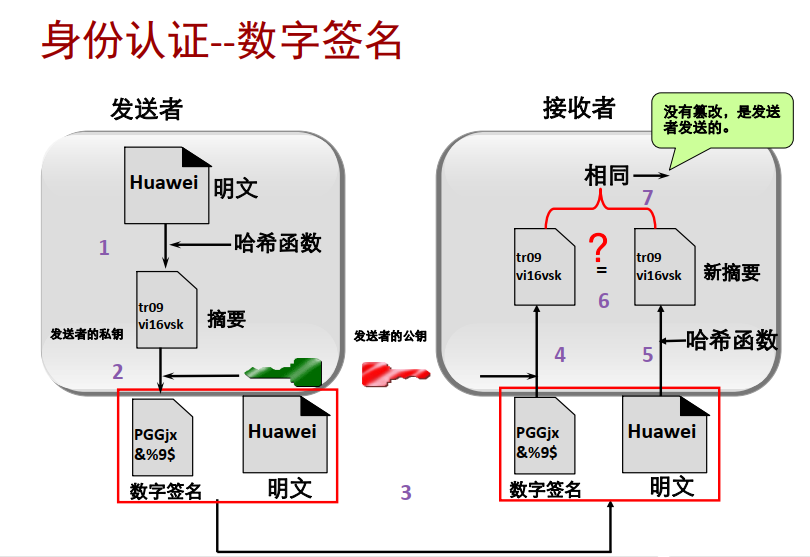 身份认证--数字签名
发送者
接收者
没有篡改，是发送
者发送的。
Huawei
明文
相同
7
1
哈希函数
tr09
vi16vsk
摘要
tr09
vi16vsk
?
=
tr09
vi16vsk
新摘要
6
发送者的私钥
发送者的公钥
2
4
5
哈希函数
PGGjx
&%9$
数字签名
Huawei
明文
3
PGGjx
&%9$
数字签名
Huawei
明文